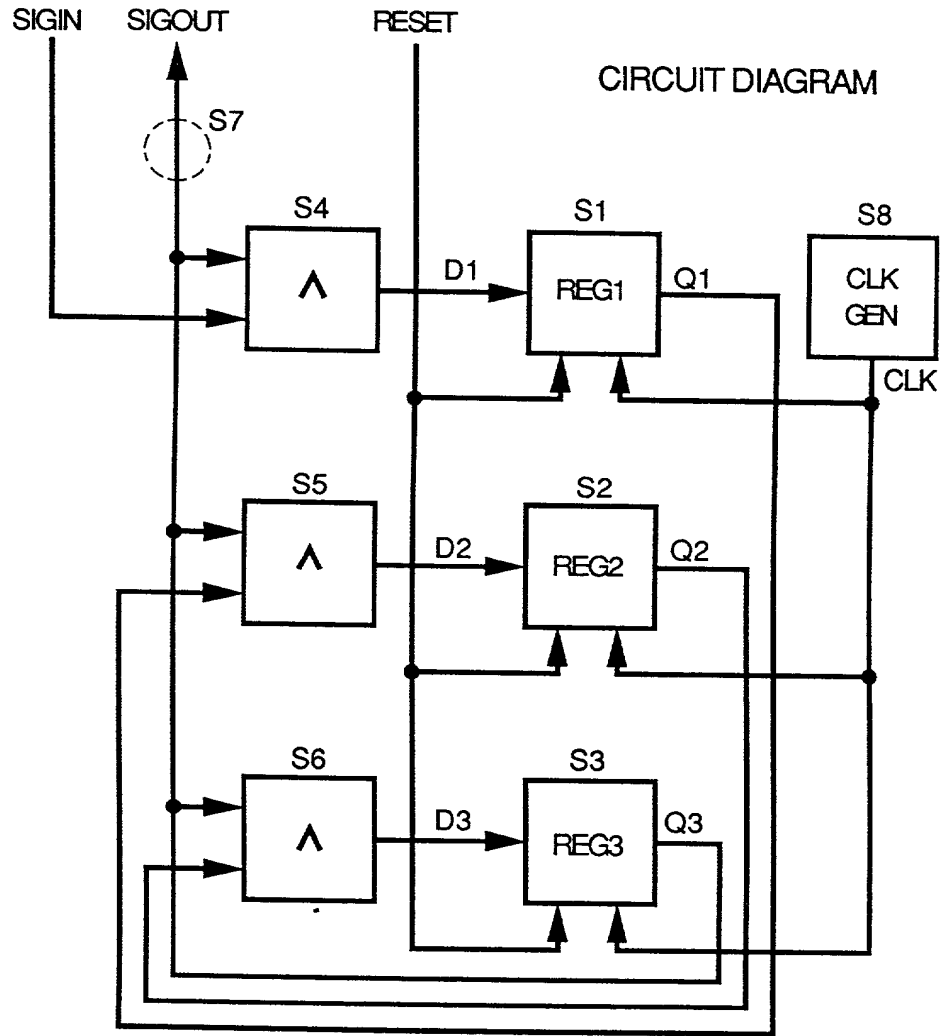 SIGIN SIGOUT RESET
CIRCUIT DIAGRAM
S7
S4 S1 S8
^ D1 REG1 Q1 CLK
GEN
CLK
S5 S2
^ D2 REG2 Q2
S6 S3
^ D3 REG3 Q3